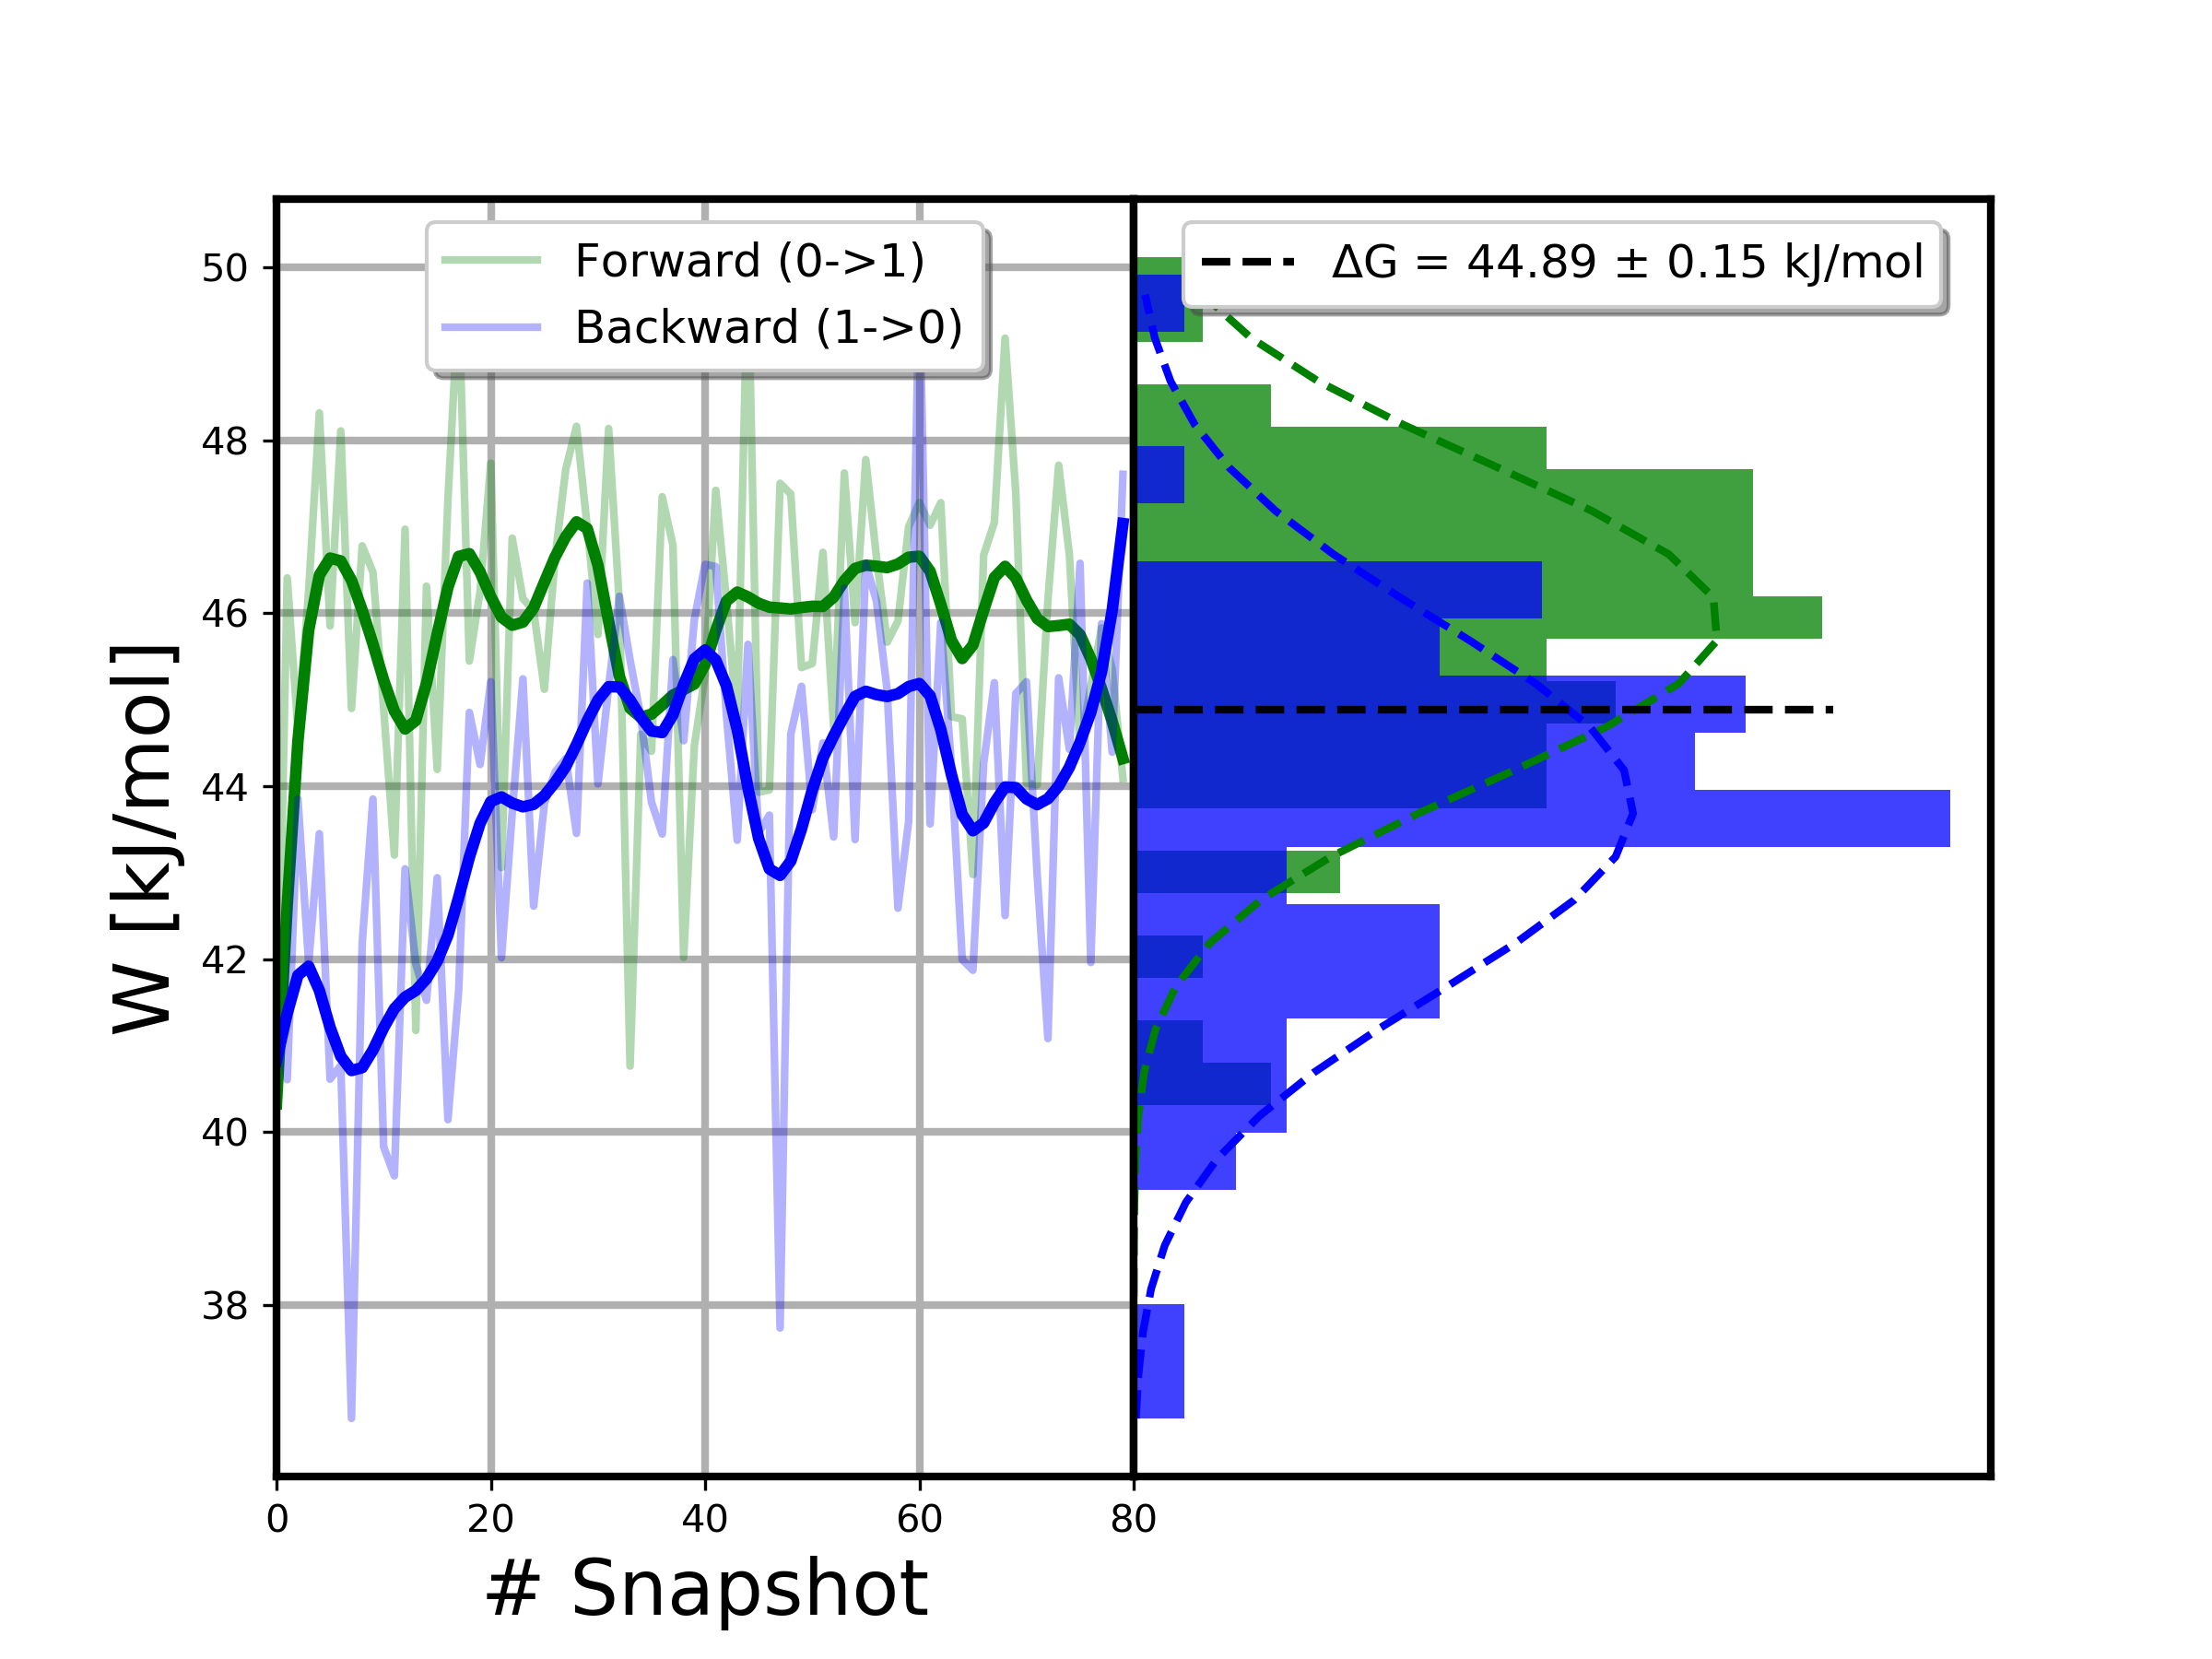 Forward (0->1)
Backward (1->0)
ΔG = 44.89 ± 0.15 kJ/mol
W [kJ/mol]
50
48
46
44
42
40
38
0 20 40 60 80
# Snapshot